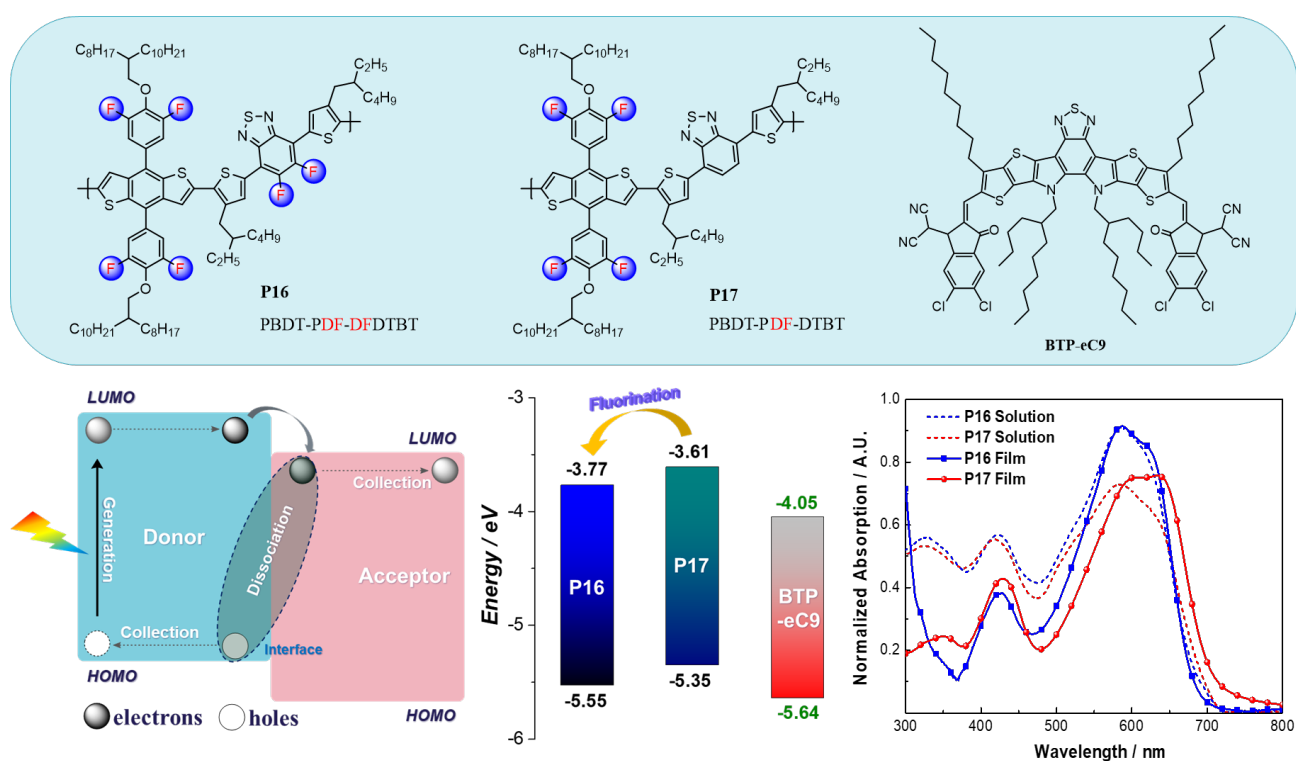 C8H17 C10H21
O
F F
N S N
C2H5
C4H9
S
S
S
S
F
F
C4H9
C2H5
F F
O
C10H21 C8H17
P16
PBDT-PDF-DFDTBT
C8H17 C10H21
O
F F
N S N
C2H5
C4H9
S
S
S
S
C4H9
C2H5
F F
O
C10H21 C8H17
P17
PBDT-PDF-DTBT
N S N
S S
S S
N N
NC CN
O O
CN NC
Cl Cl Cl Cl
BTP-eC9
LUMO
LUMO
Generation
Donor
Dissociation
Collection
Acceptor
Collection
Interface
HOMO
HOMO
electrons holes
Energy / eV
-3
-4
-5
-6
Fluorination
-3.77
P16
-5.55
-3.61
P17
-5.35
-4.05
BTP
-eC9
-5.64
Normalized Absorption / A.U.
1.0
0.8
0.6
0.4
0.2
P16 Solution
P17 Solution
P16 Film
P17 Film
300 400 500 600 700 800
Wavelength / nm